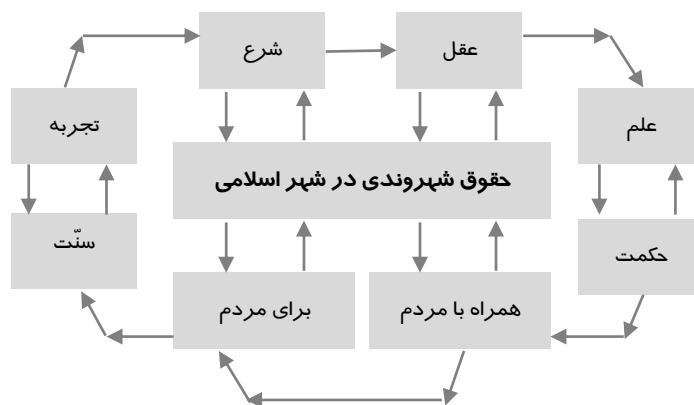 شرع
عقل
تجربه
علم
حقوق شهروندی در شهر اسلامی
سنّت
حکمت
برای مردم
همراه با مردم